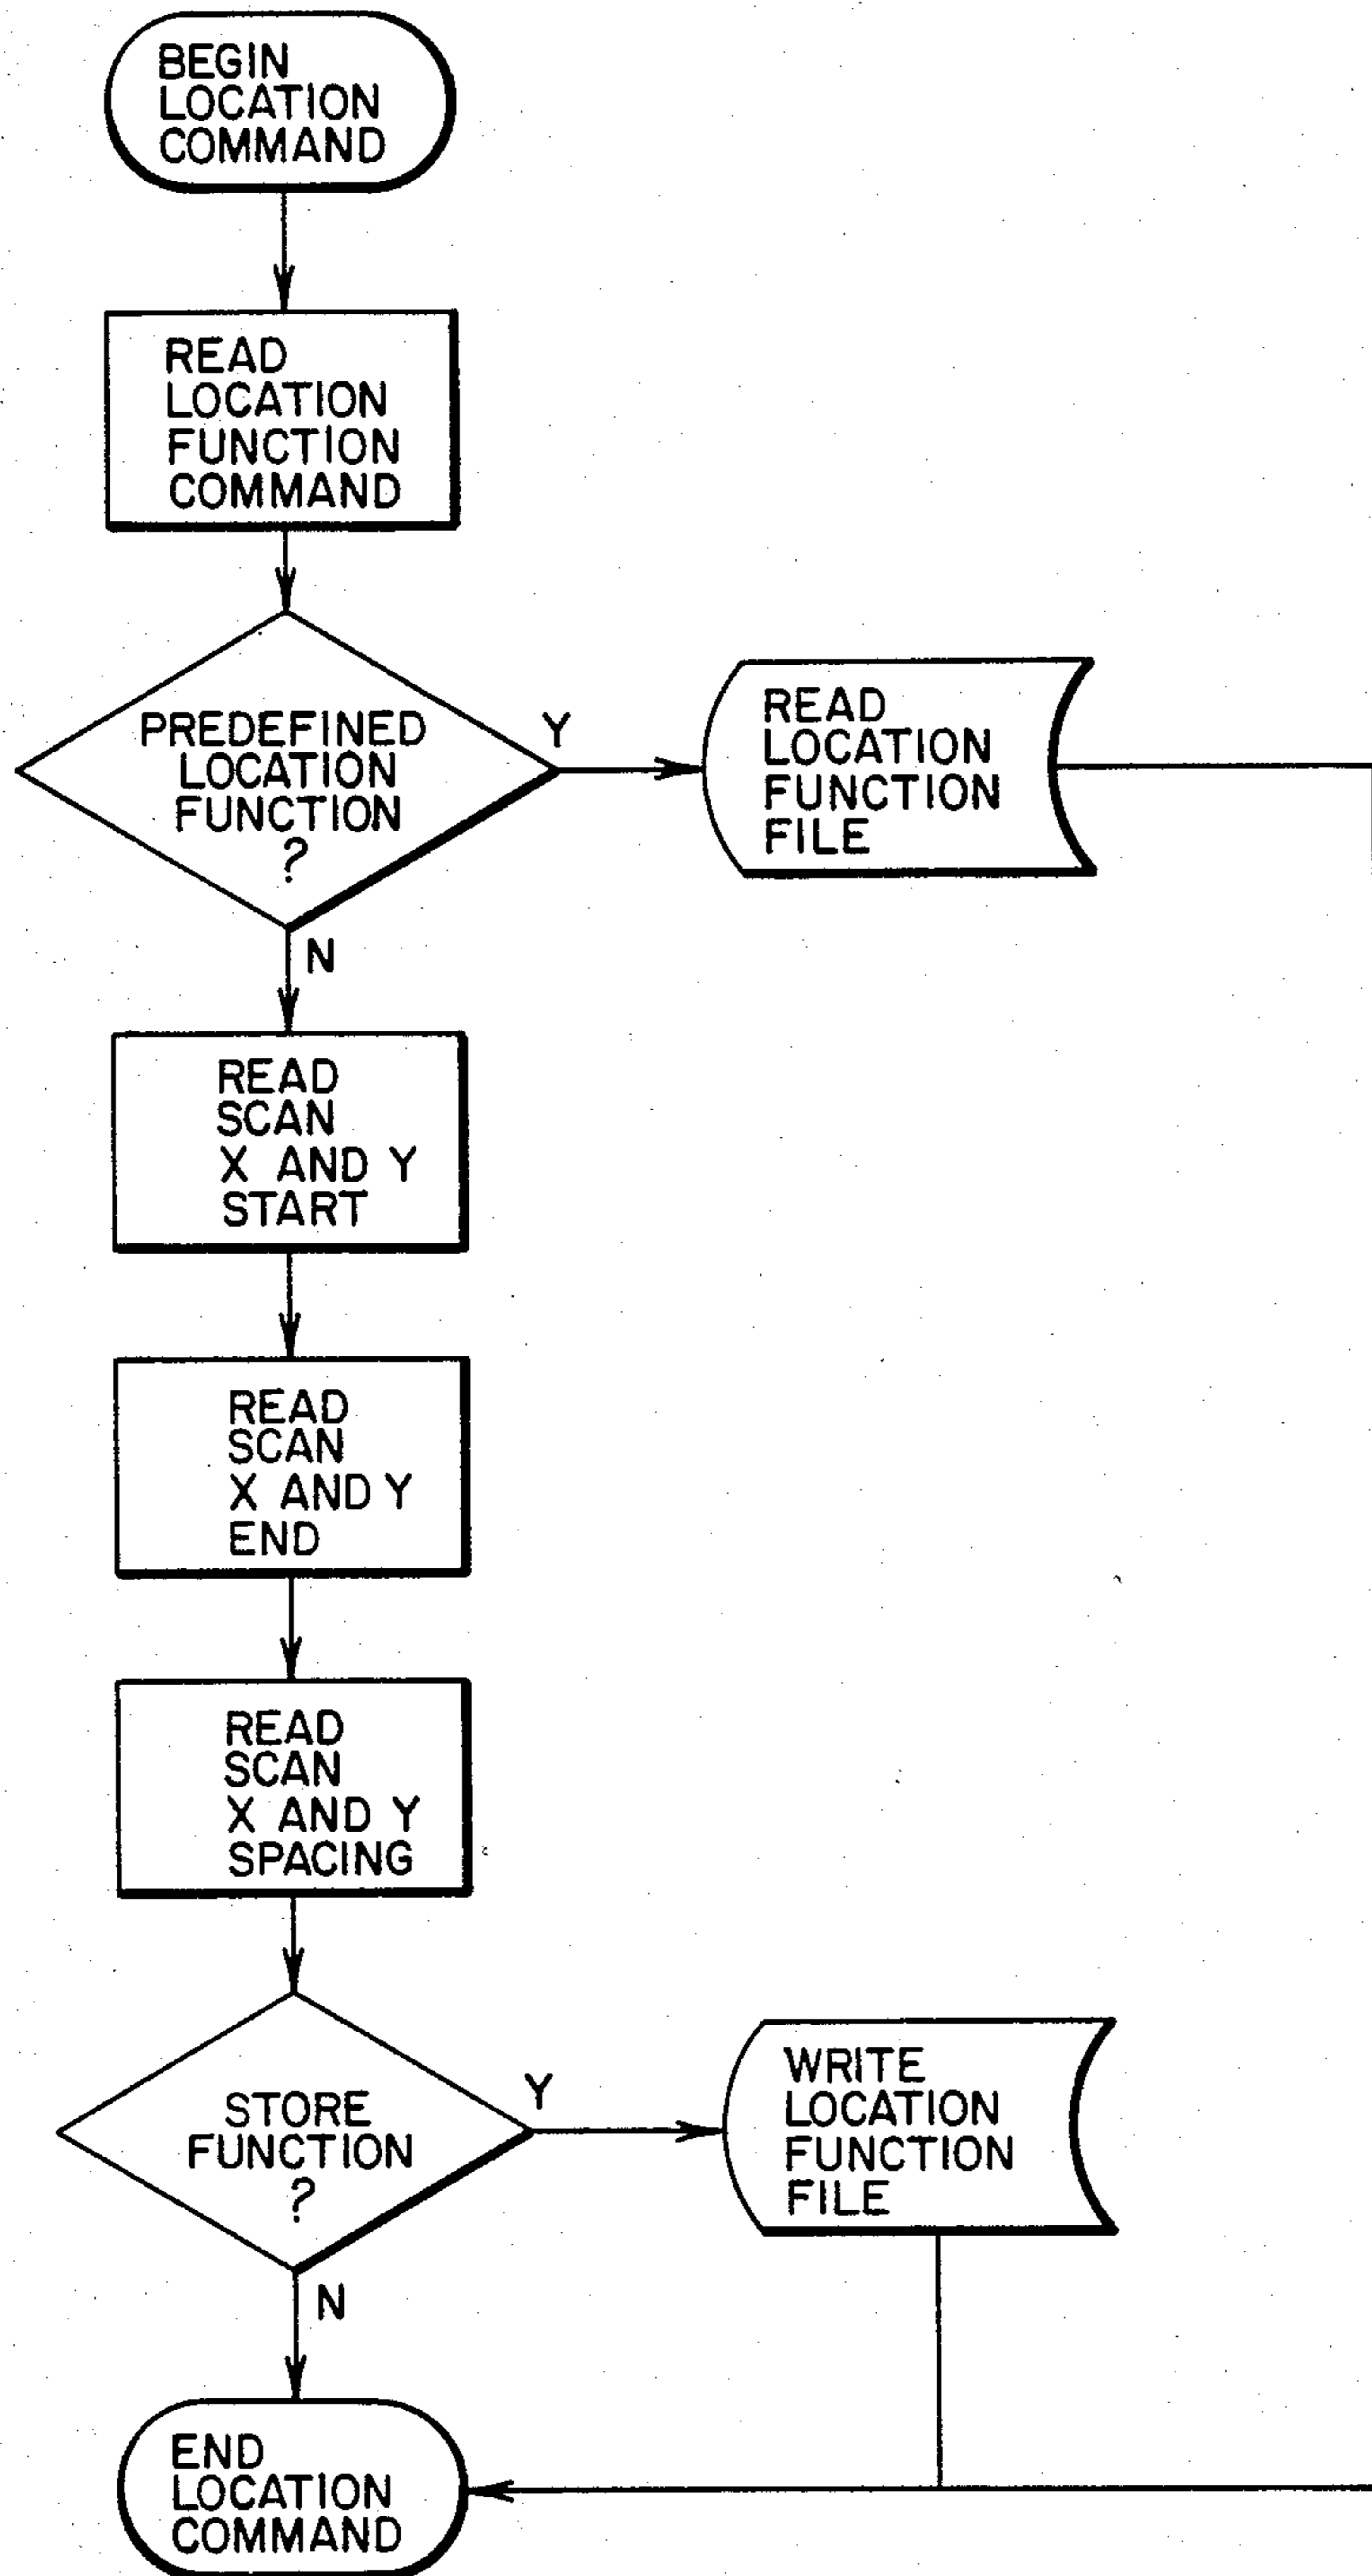 BEGIN
LOCATION
COMMAND
READ
LOCATION
FUNCTION
COMMAND
PREDEFINED
LOCATION
FUNCTION
?
Y
READ
LOCATION
FUNCTION
FILE
N
READ
SCAN
X AND Y
START
READ
SCAN
X AND Y
END
READ
SCAN
X AND Y
SPACING
STORE
FUNCTION
?
Y
WRITE
LOCATION
FUNCTION
FILE
N
END
LOCATION
COMMAND